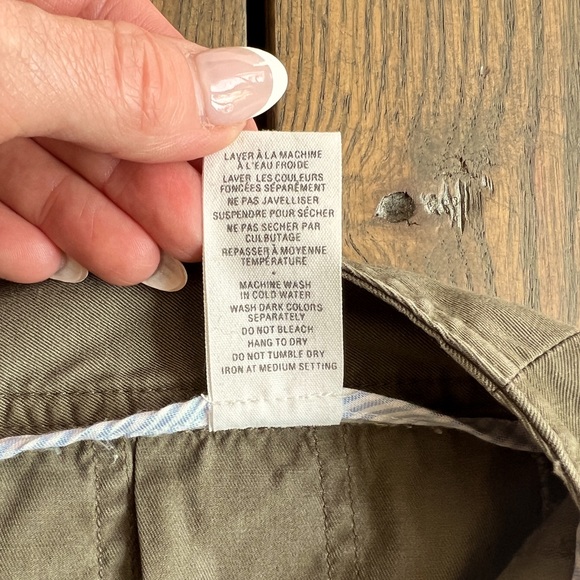 LAVER À LA MACHINE
À L'EAU FROIDE
LAVER LES COULEURS
FONCÉES SÉPARÉMENT
NE PAS JAVELLISER
SUSPENDRE POUR SÉCHER
NE PAS SECHER PAR
CULBUTAGE
REPASSER À MOYENNE
TEMPÉRATURE
•
MACHINE WASH
IN COLD WATER
WASH DARK COLORS
SEPARATELY
DO NOT BLEACH
HANG TO DRY
DO NOT TUMBLE DRY
IRON AT MEDIUM SETTING